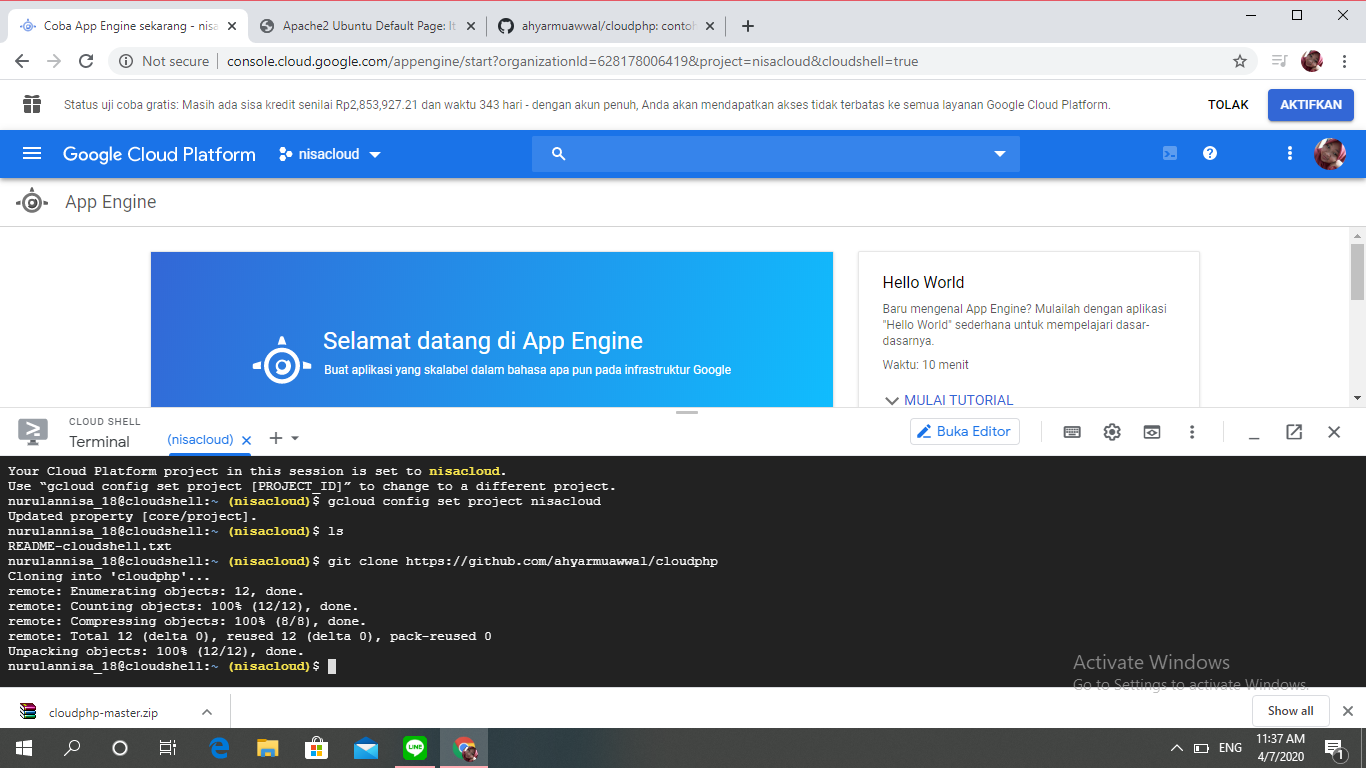 Coba App Engine sekarang - nisa
Apache2 Ubuntu Default Page: It
ahyarmuawwal/cloudphp: contoh
Not secure
console.cloud.google.com/appengine/start?organizationId=628178006419&project=nisacloud&cloudshell=true
Status uji coba gratis: Masih ada sisa kredit senilai Rp2,853,927.21 dan waktu 343 hari - dengan akun penuh, Anda akan mendapatkan akses tidak terbatas ke semua layanan Google Cloud Platform.
TOLAK
AKTIFKAN
Google Cloud Platform
nisacloud
App Engine
Selamat datang di App Engine
Buat aplikasi yang skalabel dalam bahasa apa pun pada infrastruktur Google
Hello World
Baru mengenal App Engine? Mulailah dengan aplikasi
"Hello World" sederhana untuk mempelajari dasar-
dasarnya.
Waktu: 10 menit
MULAI TUTORIAL
CLOUD SHELL
Terminal
(nisacloud)
Buka Editor
Your Cloud Platform project in this session is set to nisacloud.
Use “gcloud config set project [PROJECT_ID]” to change to a different project.
nurulannisa_18@cloudshell:~ (nisacloud)$ gcloud config set project nisacloud
Updated property [core/project].
nurulannisa_18@cloudshell:~ (nisacloud)$ ls
README-cloudshell.txt
nurulannisa_18@cloudshell:~ (nisacloud)$ git clone https://github.com/ahyarmuawwal/cloudphp
Cloning into 'cloudphp'...
remote: Enumerating objects: 12, done.
remote: Counting objects: 100% (12/12), done.
remote: Compressing objects: 100% (8/8), done.
remote: Total 12 (delta 0), reused 12 (delta 0), pack-reused 0
Unpacking objects: 100% (12/12), done.
nurulannisa_18@cloudshell:~ (nisacloud)$
Activate Windows
Go to Settings to activate Windows.
cloudphp-master.zip
Show all
LINE
ENG
11:37 AM
4/7/2020
1